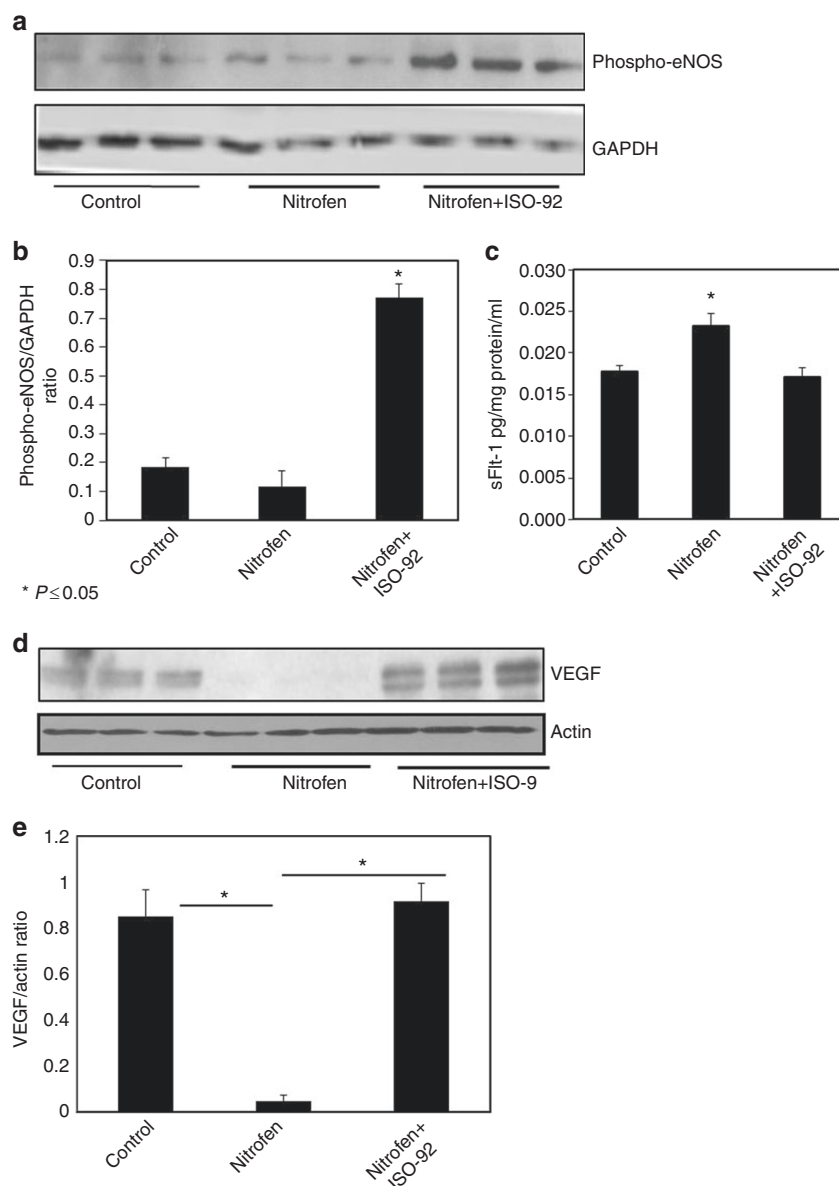 a
Phospho-eNOS
GAPDH
Control Nitrofen Nitrofen+ISO-92
b
Phospho-eNOS/GAPDH
ratio
0.9
0.8
0.7
0.6
0.5
0.4
0.3
0.2
0.1
0
*
Control
Nitrofen
Nitrofen+
ISO-92
* P≤0.05
c
sFlt-1 pg/mg protein/ml
0.030
0.025
0.020
0.015
0.010
0.005
0.000
*
Control
Nitrofen
Nitrofen
+ISO-92
d
VEGF
Actin
Control Nitrofen Nitrofen+ISO-9
e
VEGF/actin ratio
1.2
1
0.8
0.6
0.4
0.2
0
*
*
Control
Nitrofen
Nitrofen+
ISO-92